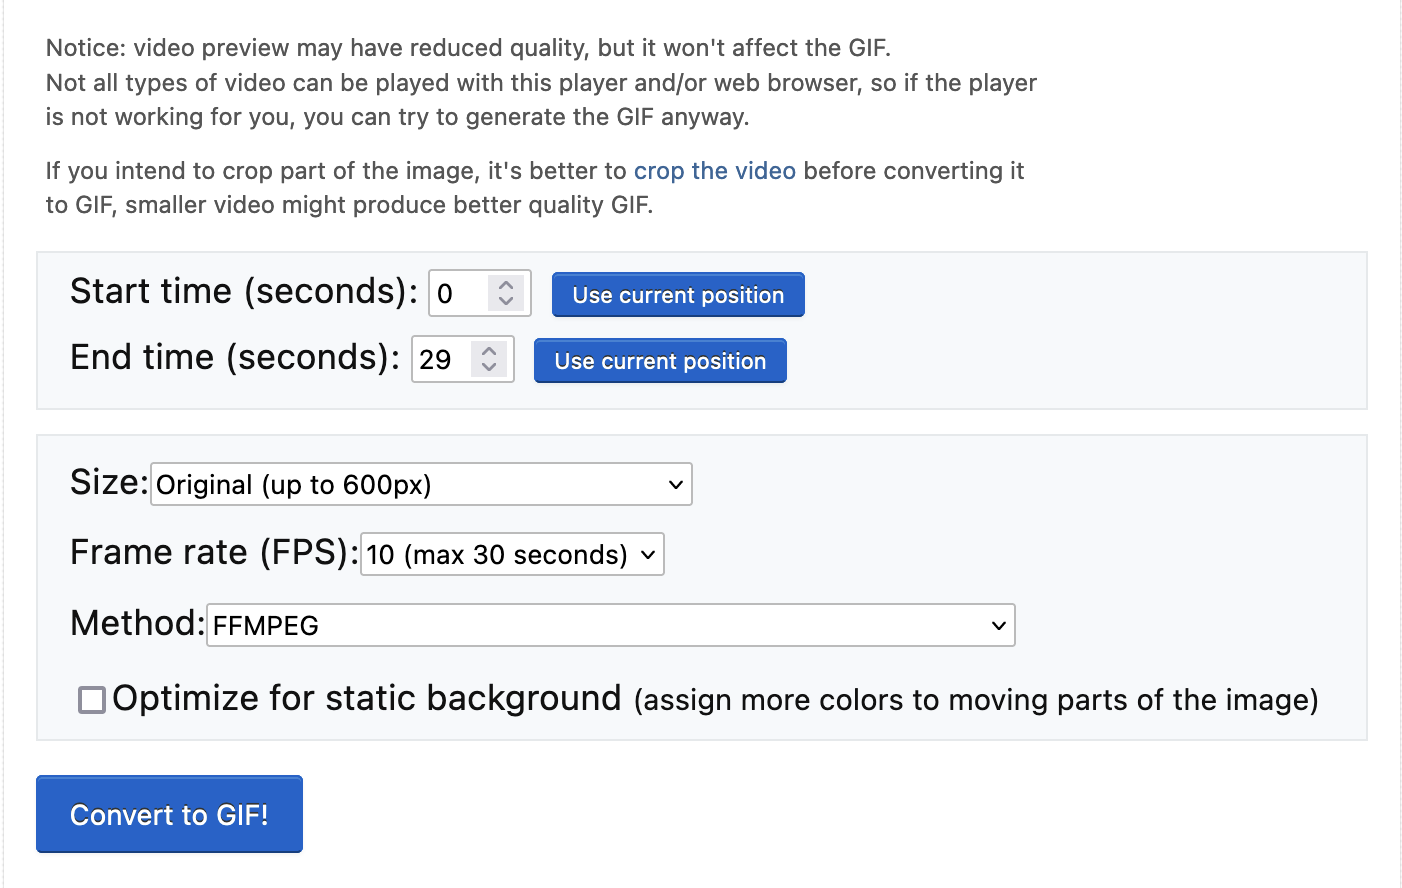 Notice: video preview may have reduced quality, but it won't affect the GIF.
Not all types of video can be played with this player and/or web browser, so if the player
is not working for you, you can try to generate the GIF anyway.
If you intend to crop part of the image, it's better to crop the video before converting it
to GIF, smaller video might produce better quality GIF.
Start time (seconds): 0 Use current position
End time (seconds): 29 Use current position
Size: Original (up to 600px)
Frame rate (FPS): 10 (max 30 seconds)
Method: FFMPEG
Optimize for static background (assign more colors to moving parts of the image)
Convert to GIF!